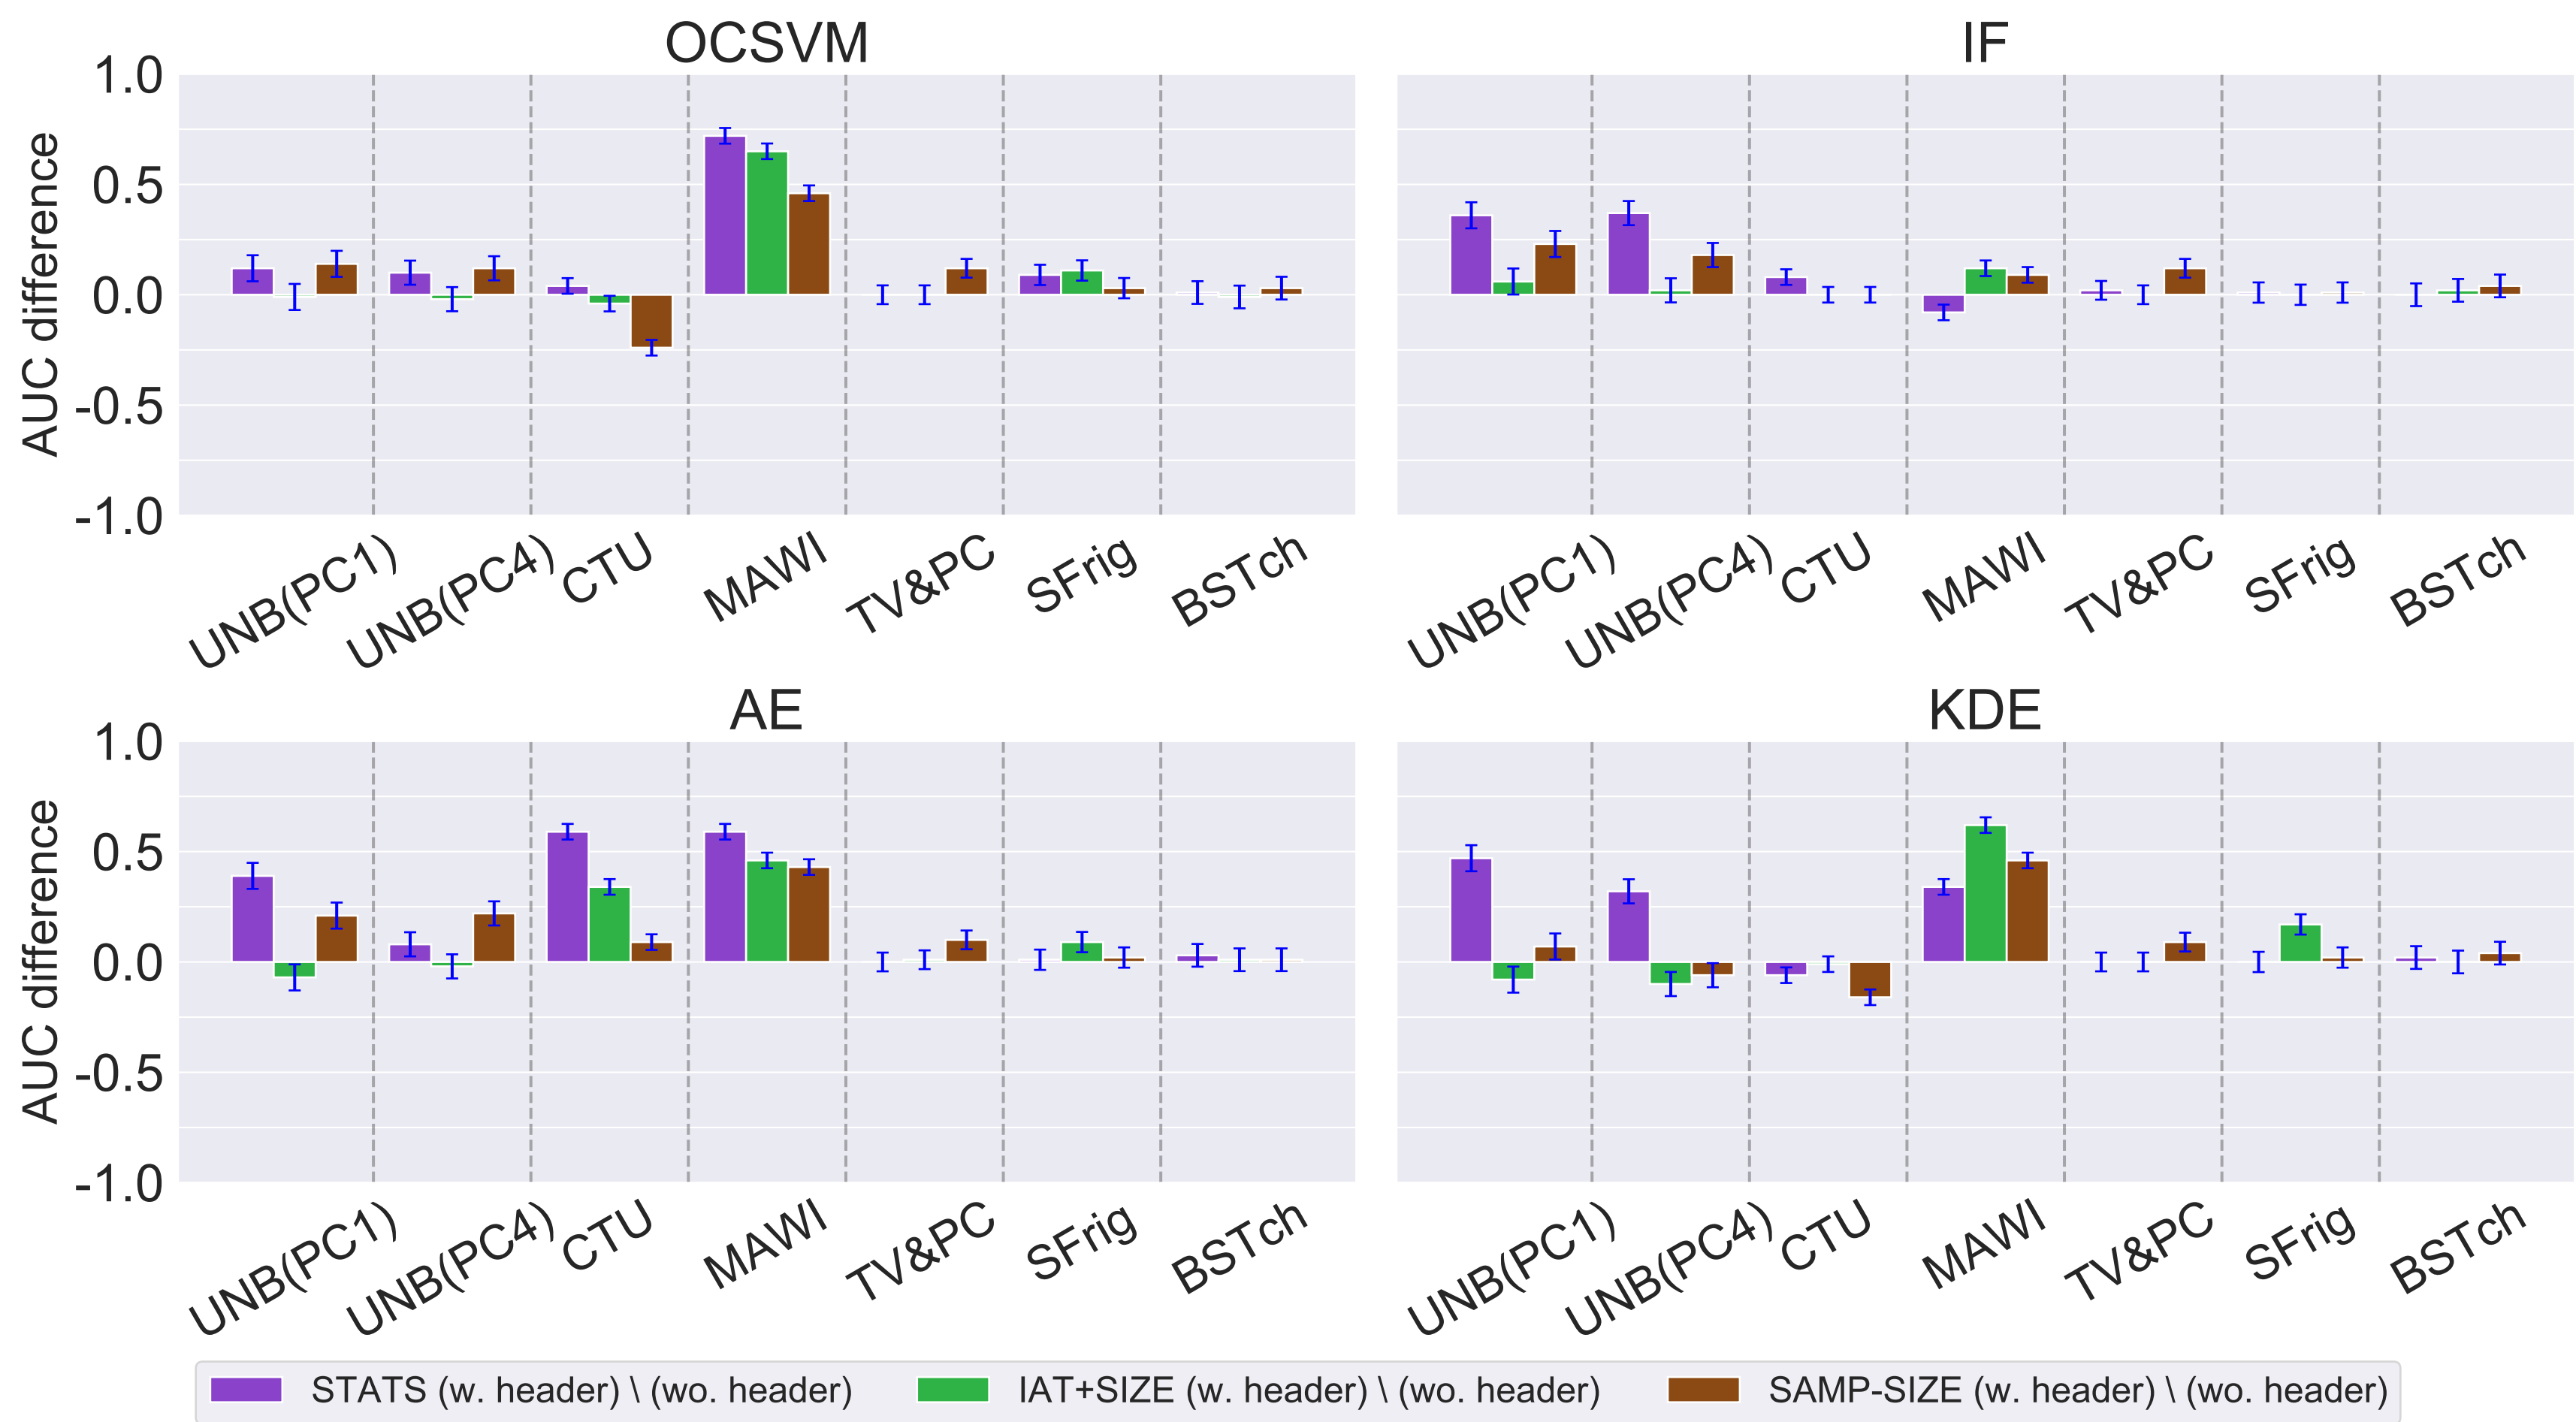 OCSVM
IF
1.0
0.5
0.0
-0.5
-1.0
AUC difference
UNB(PC1)
UNB(PC4)
CTU
MAWI
TV&PC
SFrig
BSTch
UNB(PC1)
UNB(PC4)
CTU
MAWI
TV&PC
SFrig
BSTch
AE
KDE
1.0
0.5
0.0
-0.5
-1.0
AUC difference
UNB(PC1)
UNB(PC4)
CTU
MAWI
TV&PC
SFrig
BSTch
UNB(PC1)
UNB(PC4)
CTU
MAWI
TV&PC
SFrig
BSTch
STATS (w. header) \ (wo. header)
IAT+SIZE (w. header) \ (wo. header)
SAMP-SIZE (w. header) \ (wo. header)